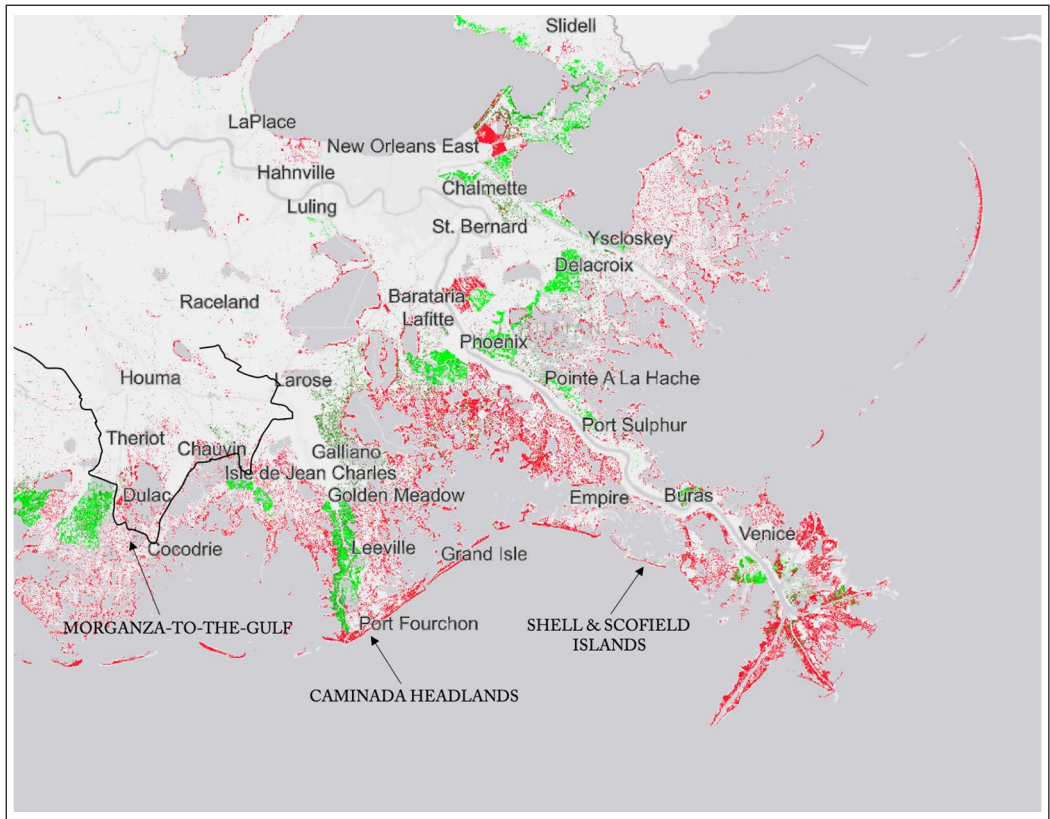 Slidell
LaPlace
New Orleans East
Hahnville
Chalmette
Luling
St. Bernard
Yscloskey
Delacroix
Barataria
Lafitte
Raceland
Phoenix
Houma
Larose
Pointe A La Hache
Port Sulphur
Theriot
Chauvin
Galliano
Isle de Jean Charles
Dulac
Golden Meadow
Empire
Buras
Venice
Cocodrie
Leeville
Grand Isle
Port Fourchon
MORGANZA-TO-THE-GULF
SHELL & SCOFIELD
ISLANDS
CAMINADA HEADLANDS